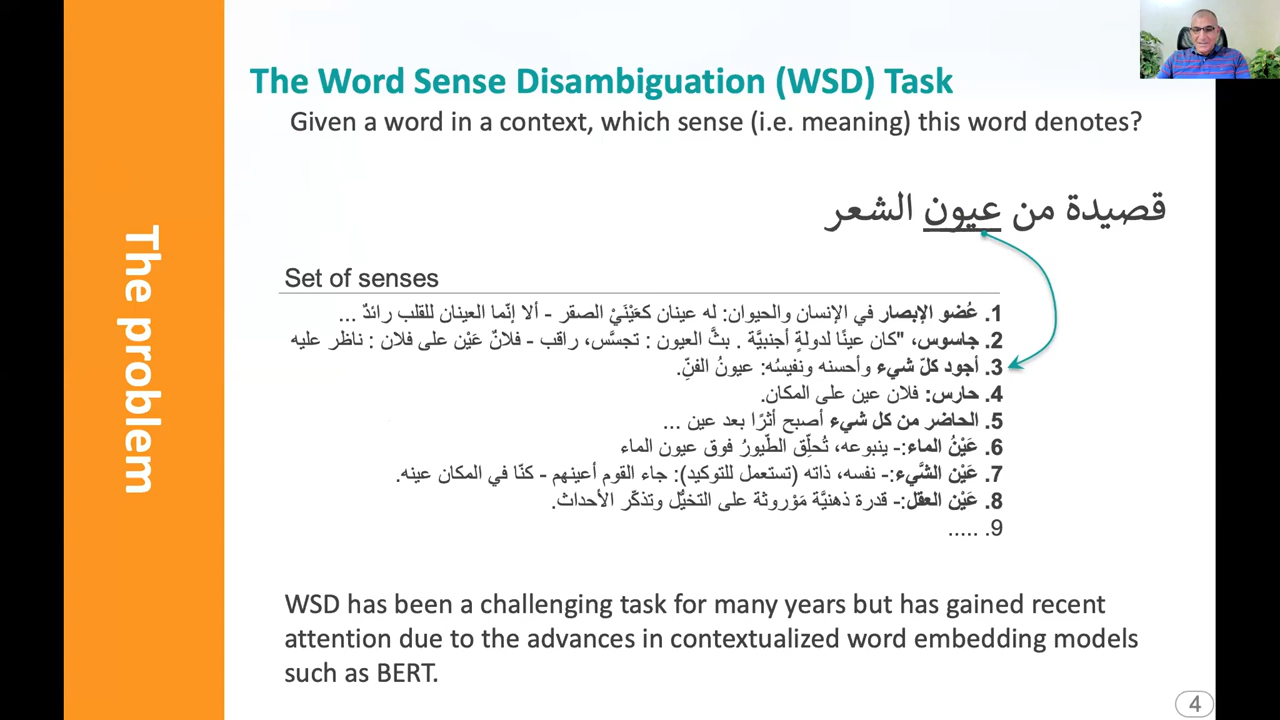 The problem
The Word Sense Disambiguation (WSD) Task
Given a word in a context, which sense (i.e. meaning) this word denotes?
قصيدة من عيون الشعر
Set of senses
1. عُضو الإبصار في الإنسان والحيوان: له عينان كعَيْنَيْ الصقر - ألا إنّما العينان للقلب رائدٌ ...
2. جاسوس، "كان عينًا لدولةٍ أجنبيَّة . بثَّ العيون : تجسَّس، راقب - فلانٌ عَيْن على فلان : ناظر عليه
3. أجود كلّ شيء وأحسنه ونفيسُه: عيونُ الفنِّ.
4. حارس: فلان عين على المكان.
5. الحاضر من كل شيء أصبح أثرًا بعد عين ...
6. عَيْنُ الماء:- ينبوعه، تُحلِّق الطّيورُ فوق عيون الماء
7. عَيْن الشَّيء:- نفسه، ذاته (تستعمل للتوكيد): جاء القوم أعينهم - كنّا في المكان عينه.
8. عَيْن العقل:- قدرة ذهنيَّة مَوْروثة على التخيُّل وتذكّر الأحداث.
9. .....
WSD has been a challenging task for many years but has gained recent
attention due to the advances in contextualized word embedding models
such as BERT.
4